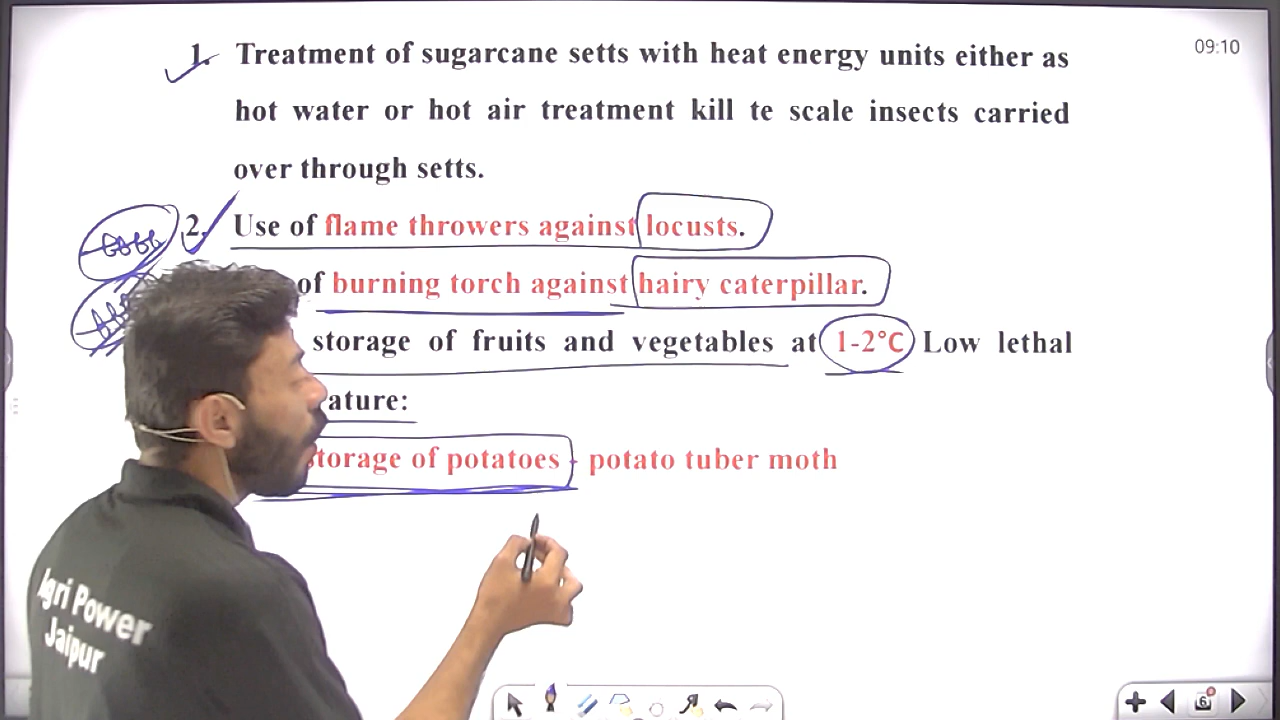 09:10
1. Treatment of sugarcane setts with heat energy units either as
hot water or hot air treatment kill te scale insects carried
over through setts.
2. Use of flame throwers against locusts.
of burning torch against hairy caterpillar.
storage of fruits and vegetables at 1-2°C Low lethal
ature:
storage of potatoes - potato tuber moth
Agri Power
Jaipur
6